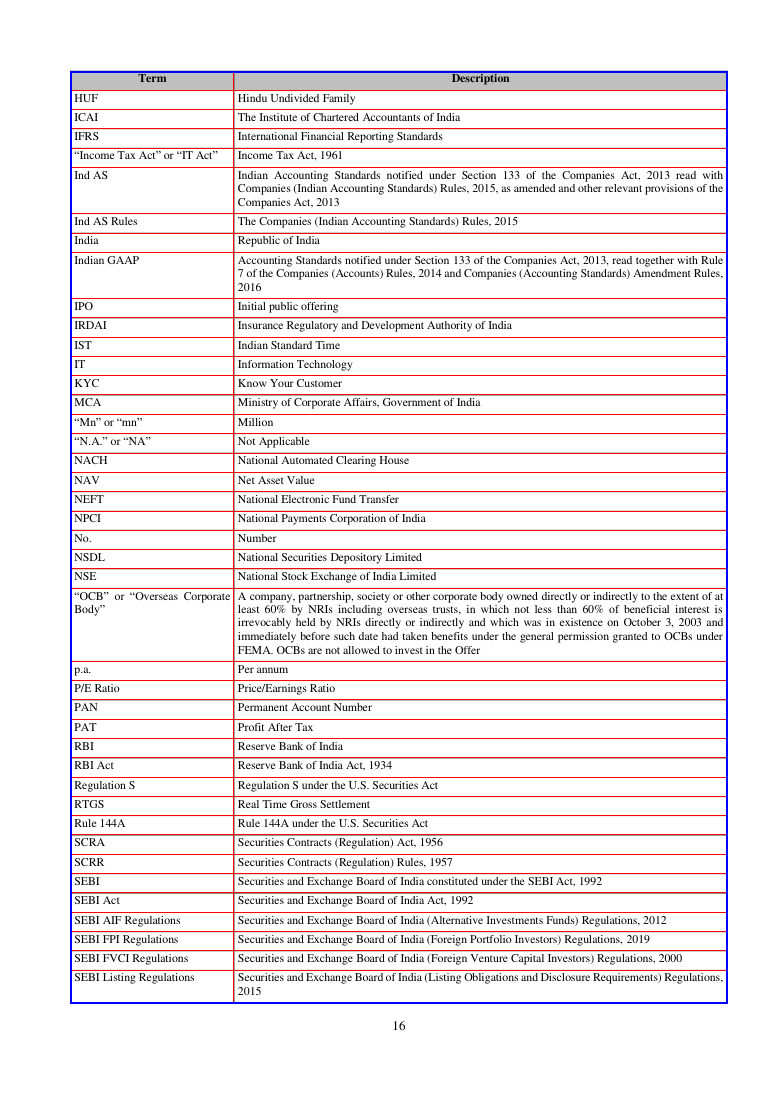 Term Description
HUF Hindu Undivided Family
ICAI The Institute of Chartered Accountants of India
IFRS International Financial Reporting Standards
“Income Tax Act” or “IT Act” Income Tax Act, 1961
Ind AS Indian Accounting Standards notified under Section 133 of the Companies Act, 2013 read with
Companies (Indian Accounting Standards) Rules, 2015, as amended and other relevant provisions of the
Companies Act, 2013
Ind AS Rules The Companies (Indian Accounting Standards) Rules, 2015
India Republic of India
Indian GAAP Accounting Standards notified under Section 133 of the Companies Act, 2013, read together with Rule
7 of the Companies (Accounts) Rules, 2014 and Companies (Accounting Standards) Amendment Rules,
2016
IPO Initial public offering
IRDAI Insurance Regulatory and Development Authority of India
IST Indian Standard Time
IT Information Technology
KYC Know Your Customer
MCA Ministry of Corporate Affairs, Government of India
“Mn” or “mn” Million
“N.A.” or “NA” Not Applicable
NACH National Automated Clearing House
NAV Net Asset Value
NEFT National Electronic Fund Transfer
NPCI National Payments Corporation of India
No. Number
NSDL National Securities Depository Limited
NSE National Stock Exchange of India Limited
“OCB” or “Overseas Corporate Body” A company, partnership, society or other corporate body owned directly or indirectly to the extent of at
least 60% by NRIs including overseas trusts, in which not less than 60% of beneficial interest is
irrevocably held by NRIs directly or indirectly and which was in existence on October 3, 2003 and
immediately before such date had taken benefits under the general permission granted to OCBs under
FEMA. OCBs are not allowed to invest in the Offer
p.a. Per annum
P/E Ratio Price/Earnings Ratio
PAN Permanent Account Number
PAT Profit After Tax
RBI Reserve Bank of India
RBI Act Reserve Bank of India Act, 1934
Regulation S Regulation S under the U.S. Securities Act
RTGS Real Time Gross Settlement
Rule 144A Rule 144A under the U.S. Securities Act
SCRA Securities Contracts (Regulation) Act, 1956
SCRR Securities Contracts (Regulation) Rules, 1957
SEBI Securities and Exchange Board of India constituted under the SEBI Act, 1992
SEBI Act Securities and Exchange Board of India Act, 1992
SEBI AIF Regulations Securities and Exchange Board of India (Alternative Investments Funds) Regulations, 2012
SEBI FPI Regulations Securities and Exchange Board of India (Foreign Portfolio Investors) Regulations, 2019
SEBI FVCI Regulations Securities and Exchange Board of India (Foreign Venture Capital Investors) Regulations, 2000
SEBI Listing Regulations Securities and Exchange Board of India (Listing Obligations and Disclosure Requirements) Regulations,
2015
16